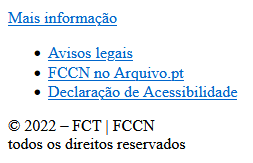 Mais informação
Avisos legais
FCCN no Arquivo.pt
Declaração de Acessibilidade
© 2022 – FCT | FCCN
todos os direitos reservados